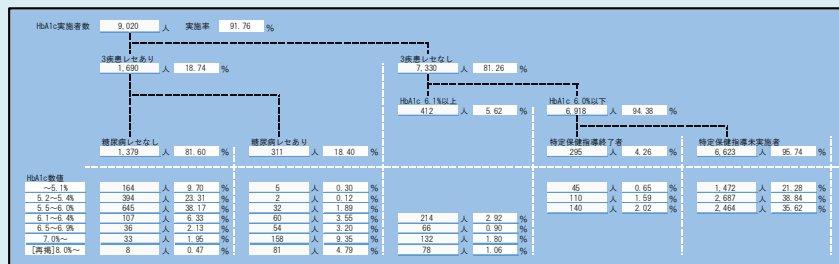 HbA1c実施者数 9,020 人 実施率 91.76 %
3疾患レセあり 3疾患レセなし
1,690 人 18.74 % 7,330 人 81.26 %
HbA1c 6.1%以上 HbA1c 6.0%以下
412 人 5.62 % 6,918 人 94.38 %
糖尿病レセなし 糖尿病レセあり 特定保健指導終了者 特定保健指導未実施者
1,379 人 81.60 % 311 人 18.40 % 295 人 4.26 % 6,623 人 95.74 %
HbA1c数値
～5.1% 164 人 9.70 % 5 人 0.30 % 45 人 0.65 % 1,472 人 21.28 %
5.2～5.4% 394 人 23.31 % 2 人 0.12 % 110 人 1.59 % 2,687 人 38.84 %
5.5～6.0% 645 人 38.17 % 32 人 1.89 % 140 人 2.02 % 2,464 人 35.62 %
6.1～6.4% 107 人 6.33 % 60 人 3.55 % 214 人 2.92 %
6.5～6.9% 36 人 2.13 % 54 人 3.20 % 66 人 0.90 %
7.0%～ 33 人 1.95 % 158 人 9.35 % 132 人 1.80 %
[再掲]8.0%～ 8 人 0.47 % 81 人 4.79 % 78 人 1.06 %